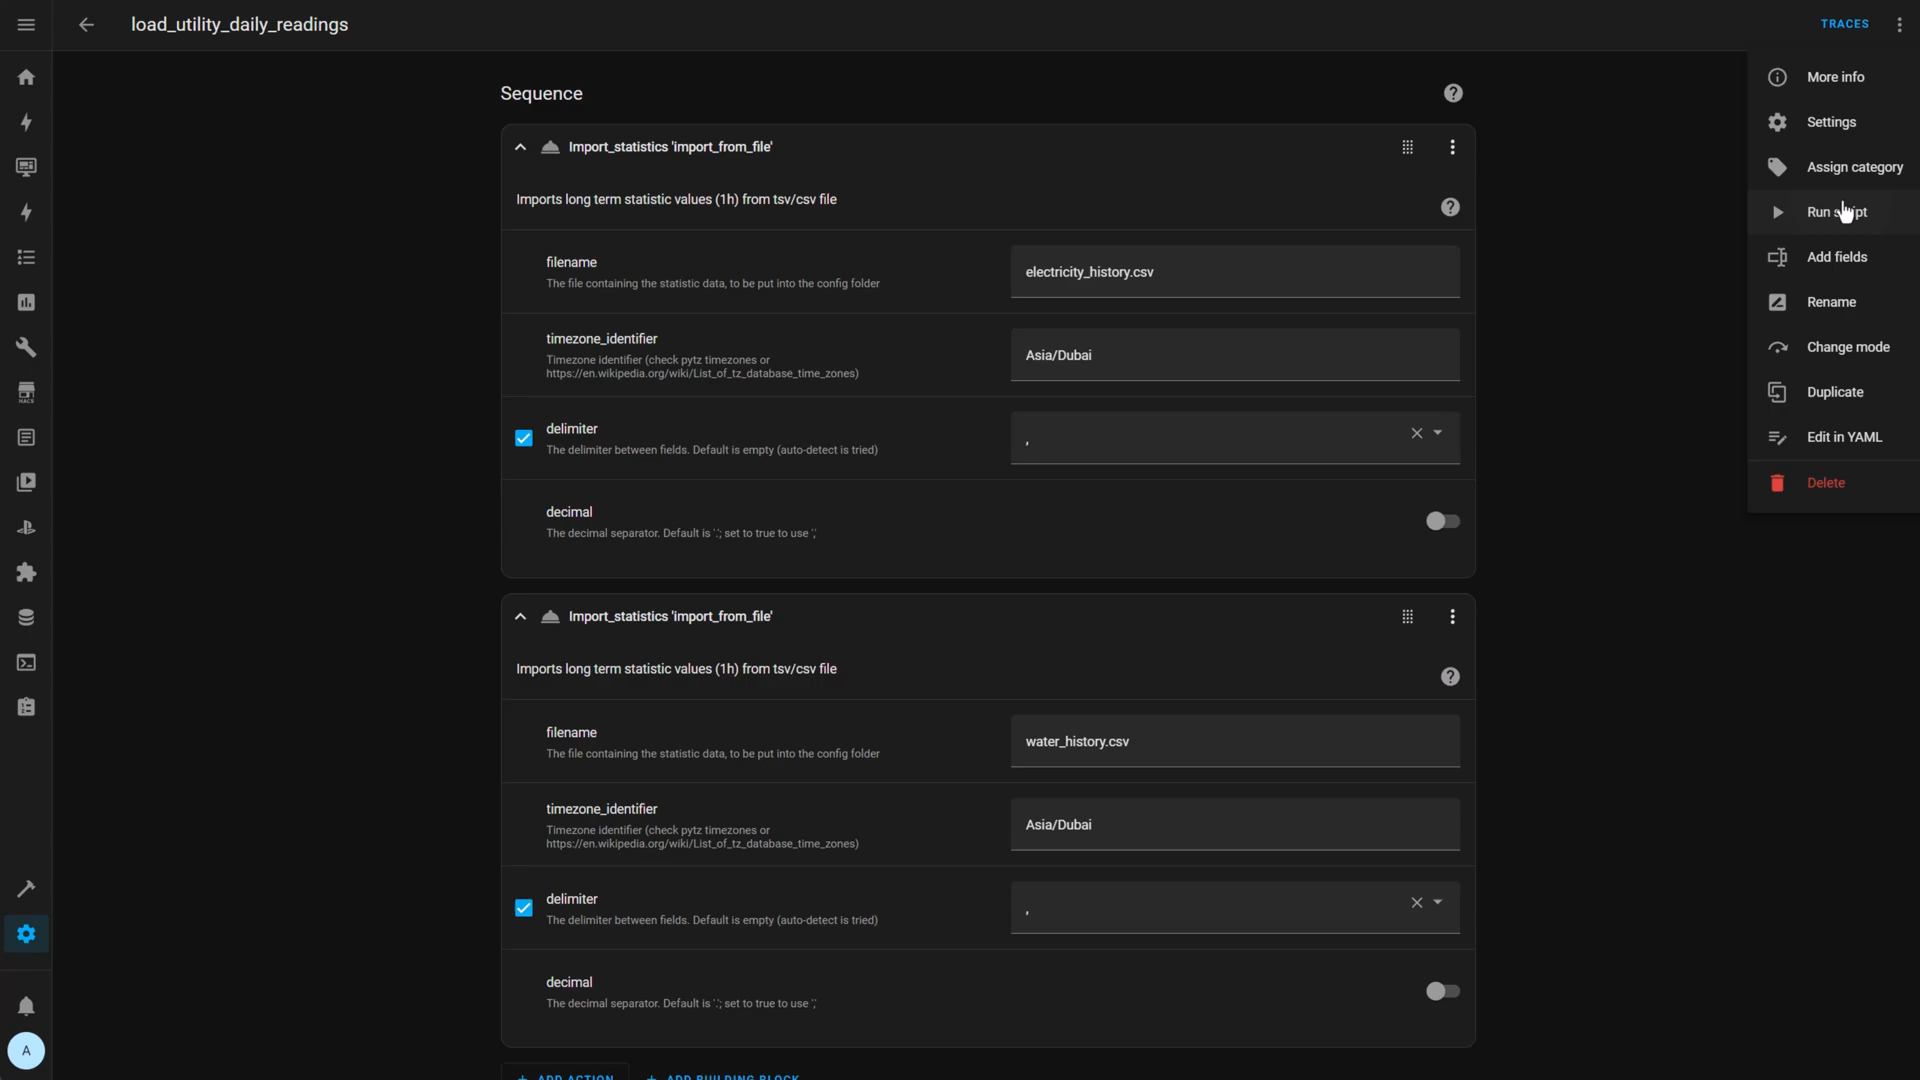 load_utility_daily_readings
TRACES
More info
Settings
Assign category
Run script
Add fields
Rename
Change mode
Duplicate
Edit in YAML
Delete
Sequence
Import_statistics 'import_from_file'
Imports long term statistic values (1h) from tsv/csv file
filename
The file containing the statistic data, to be put into the config folder
electricity_history.csv
timezone_identifier
Timezone identifier (check pytz timezones or
https://en.wikipedia.org/wiki/List_of_tz_database_time_zones)
Asia/Dubai
delimiter
The delimiter between fields. Default is empty (auto-detect is tried)
,
decimal
The decimal separator. Default is '.'; set to true to use ','
Import_statistics 'import_from_file'
Imports long term statistic values (1h) from tsv/csv file
filename
The file containing the statistic data, to be put into the config folder
water_history.csv
timezone_identifier
Timezone identifier (check pytz timezones or
https://en.wikipedia.org/wiki/List_of_tz_database_time_zones)
Asia/Dubai
delimiter
The delimiter between fields. Default is empty (auto-detect is tried)
,
decimal
The decimal separator. Default is '.'; set to true to use ','
+ ADD ACTION
+ ADD BUILDING BLOCK
HACS
A